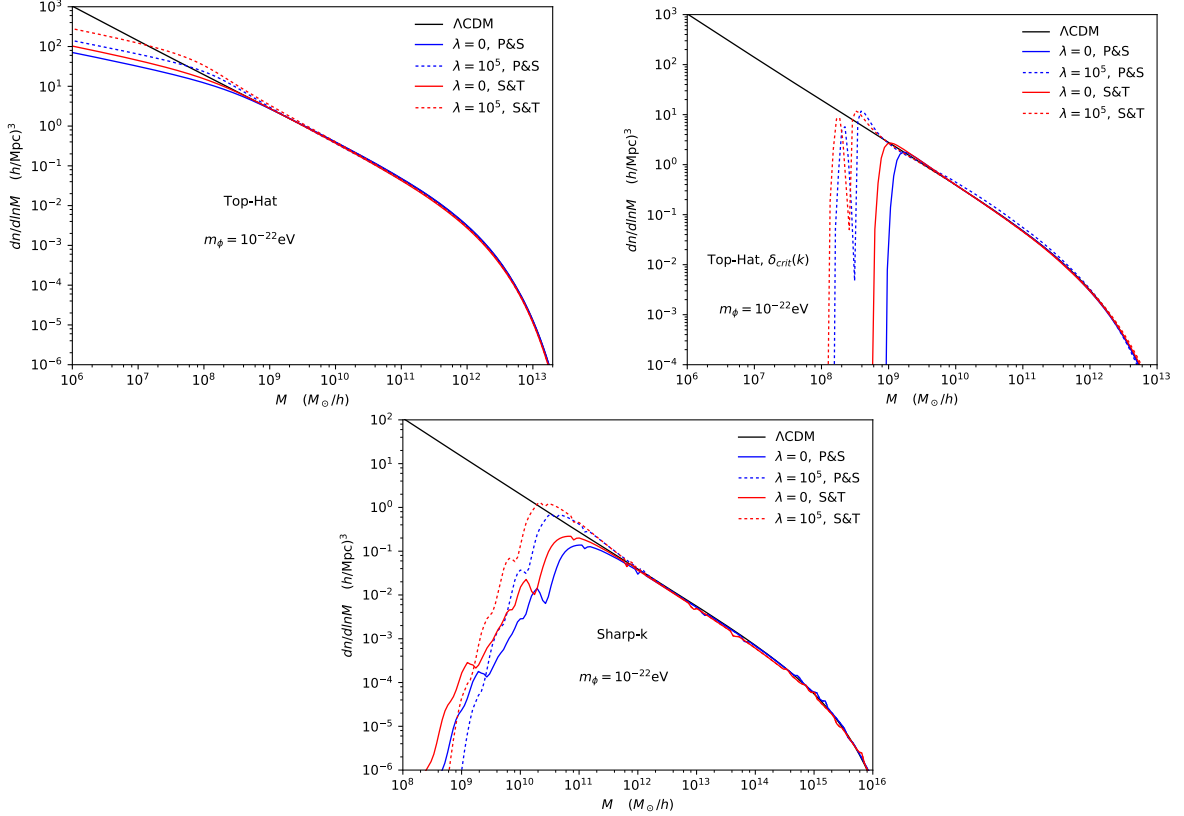 10^3
10^2
10^1
10^0
10^{-1}
10^{-2}
10^{-3}
10^{-4}
10^{-5}
10^{-6}
dn/dlnM (h/Mpc)^3
ΛCDM
λ = 0, P&S
λ = 10^5, P&S
λ = 0, S&T
λ = 10^5, S&T
Top-Hat
m_ϕ = 10^{-22}eV
10^6 10^7 10^8 10^9 10^{10} 10^{11} 10^{12} 10^{13}
M (M_⊙/h)
10^3
10^2
10^1
10^0
10^{-1}
10^{-2}
10^{-3}
10^{-4}
dn/dlnM (h/Mpc)^3
ΛCDM
λ = 0, P&S
λ = 10^5, P&S
λ = 0, S&T
λ = 10^5, S&T
Top-Hat, δ_{crit}(k)
m_ϕ = 10^{-22}eV
10^6 10^7 10^8 10^9 10^{10} 10^{11} 10^{12} 10^{13}
M (M_⊙/h)
10^2
10^1
10^0
10^{-1}
10^{-2}
10^{-3}
10^{-4}
10^{-5}
10^{-6}
dn/dlnM (h/Mpc)^3
ΛCDM
λ = 0, P&S
λ = 10^5, P&S
λ = 0, S&T
λ = 10^5, S&T
Sharp-k
m_ϕ = 10^{-22}eV
10^8 10^9 10^{10} 10^{11} 10^{12} 10^{13} 10^{14} 10^{15} 10^{16}
M (M_⊙/h)